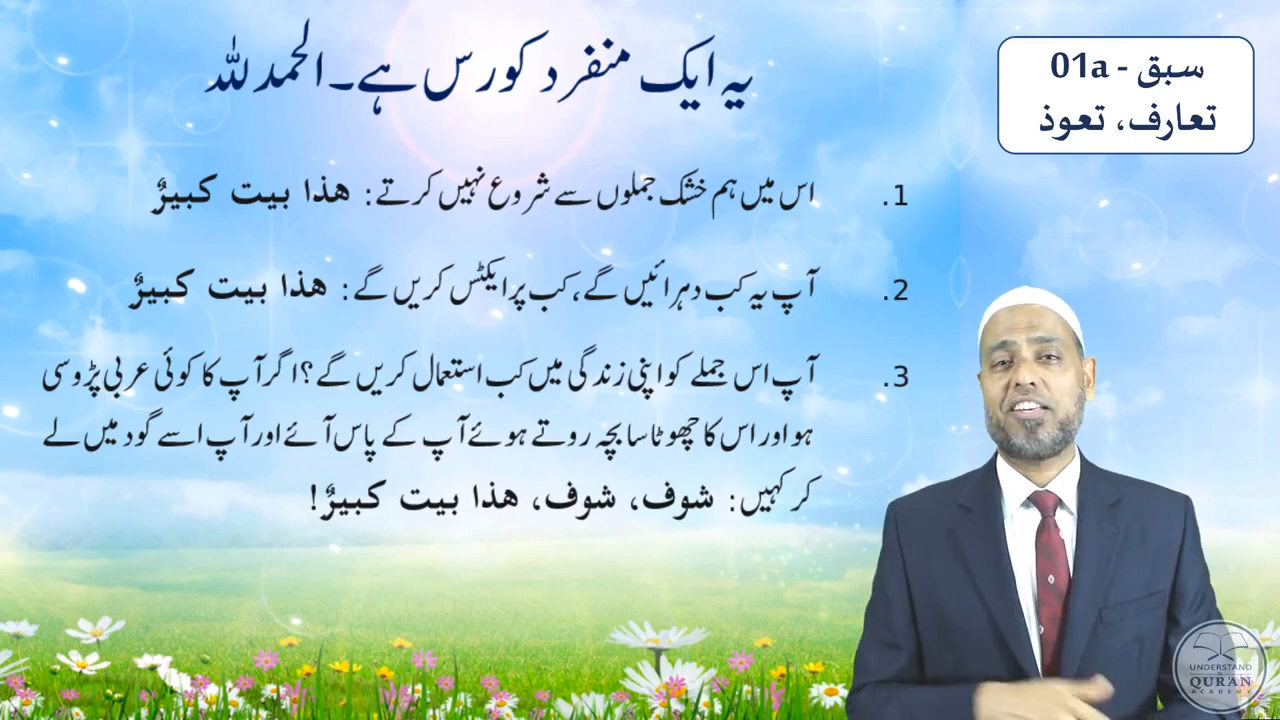 یہ ایک منفرد کورس ہے۔ الحمد للہ
سبق - 01a
تعارف، تعوذ
1. اس میں ہم خشک جملوں سے شروع نہیں کرتے: هذا بيت كبيرٌ
2. آپ یہ کب دہرائیں گے، کب پرایکٹس کریں گے: هذا بيت كبيرٌ
3. آپ اس جملے کو اپنی زندگی میں کب استعمال کریں گے؟ اگر آپ کا کوئی عربی پڑوسی
ہو اور اس کا چھوٹا سا بچہ روتے ہوئے آپ کے پاس آئے اور آپ اسے گود میں لے
کر کہیں: شوف، شوف، هذا بيت كبيرٌ!
UNDERSTAND
QURAN
ACADEMY